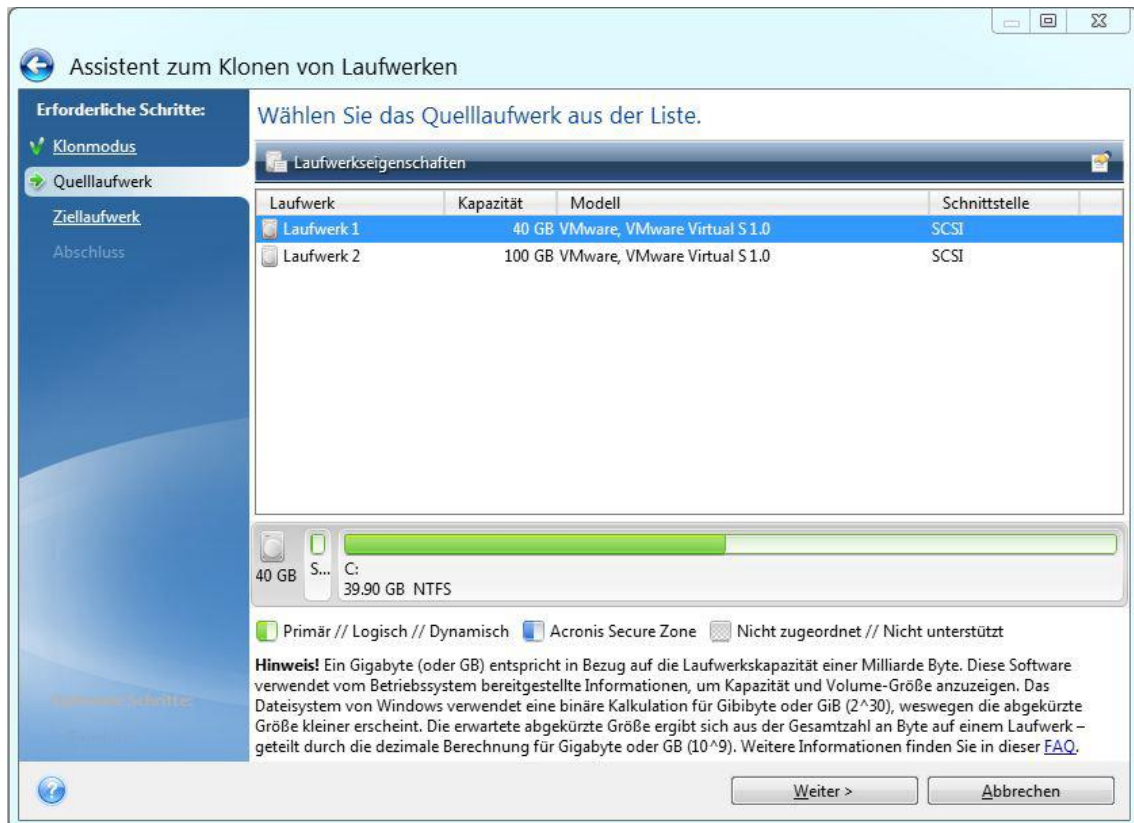 Assistent zum Klonen von Laufwerken
Erforderliche Schritte:
Klonmodus
Quelllaufwerk
Ziellaufwerk
Abschluss
Wählen Sie das Quelllaufwerk aus der Liste.
Laufwerkseigenschaften
Laufwerk Kapazität Modell Schnittstelle
Laufwerk 1 40 GB VMware, VMware Virtual S 1.0 SCSI
Laufwerk 2 100 GB VMware, VMware Virtual S 1.0 SCSI
40 GB S... C:
39.90 GB NTFS
Primär // Logisch // Dynamisch Acronis Secure Zone Nicht zugeordnet // Nicht unterstützt
Hinweis! Ein Gigabyte (oder GB) entspricht in Bezug auf die Laufwerkskapazität einer Milliarde Byte. Diese Software
verwendet vom Betriebssystem bereitgestellte Informationen, um Kapazität und Volume-Größe anzuzeigen. Das
Dateisystem von Windows verwendet eine binäre Kalkulation für Gibibyte oder GiB (2^30), weswegen die abgekürzte
Größe kleiner erscheint. Die erwartete abgekürzte Größe ergibt sich aus der Gesamtzahl an Byte auf einem Laufwerk –
geteilt durch die dezimale Berechnung für Gigabyte oder GB (10^9). Weitere Informationen finden Sie in dieser FAQ.
Schritte:
Weiter >
Abbrechen